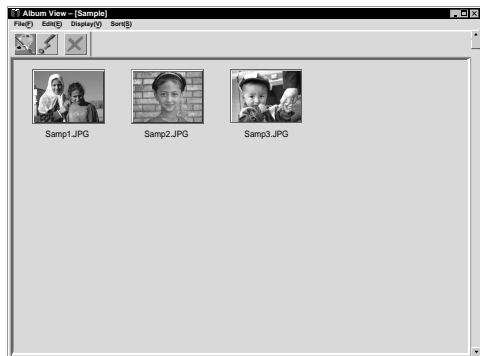 Album View – [Sample]
File(F) Edit(E) Display(V) Sort(S)
Samp1.JPG Samp2.JPG Samp3.JPG